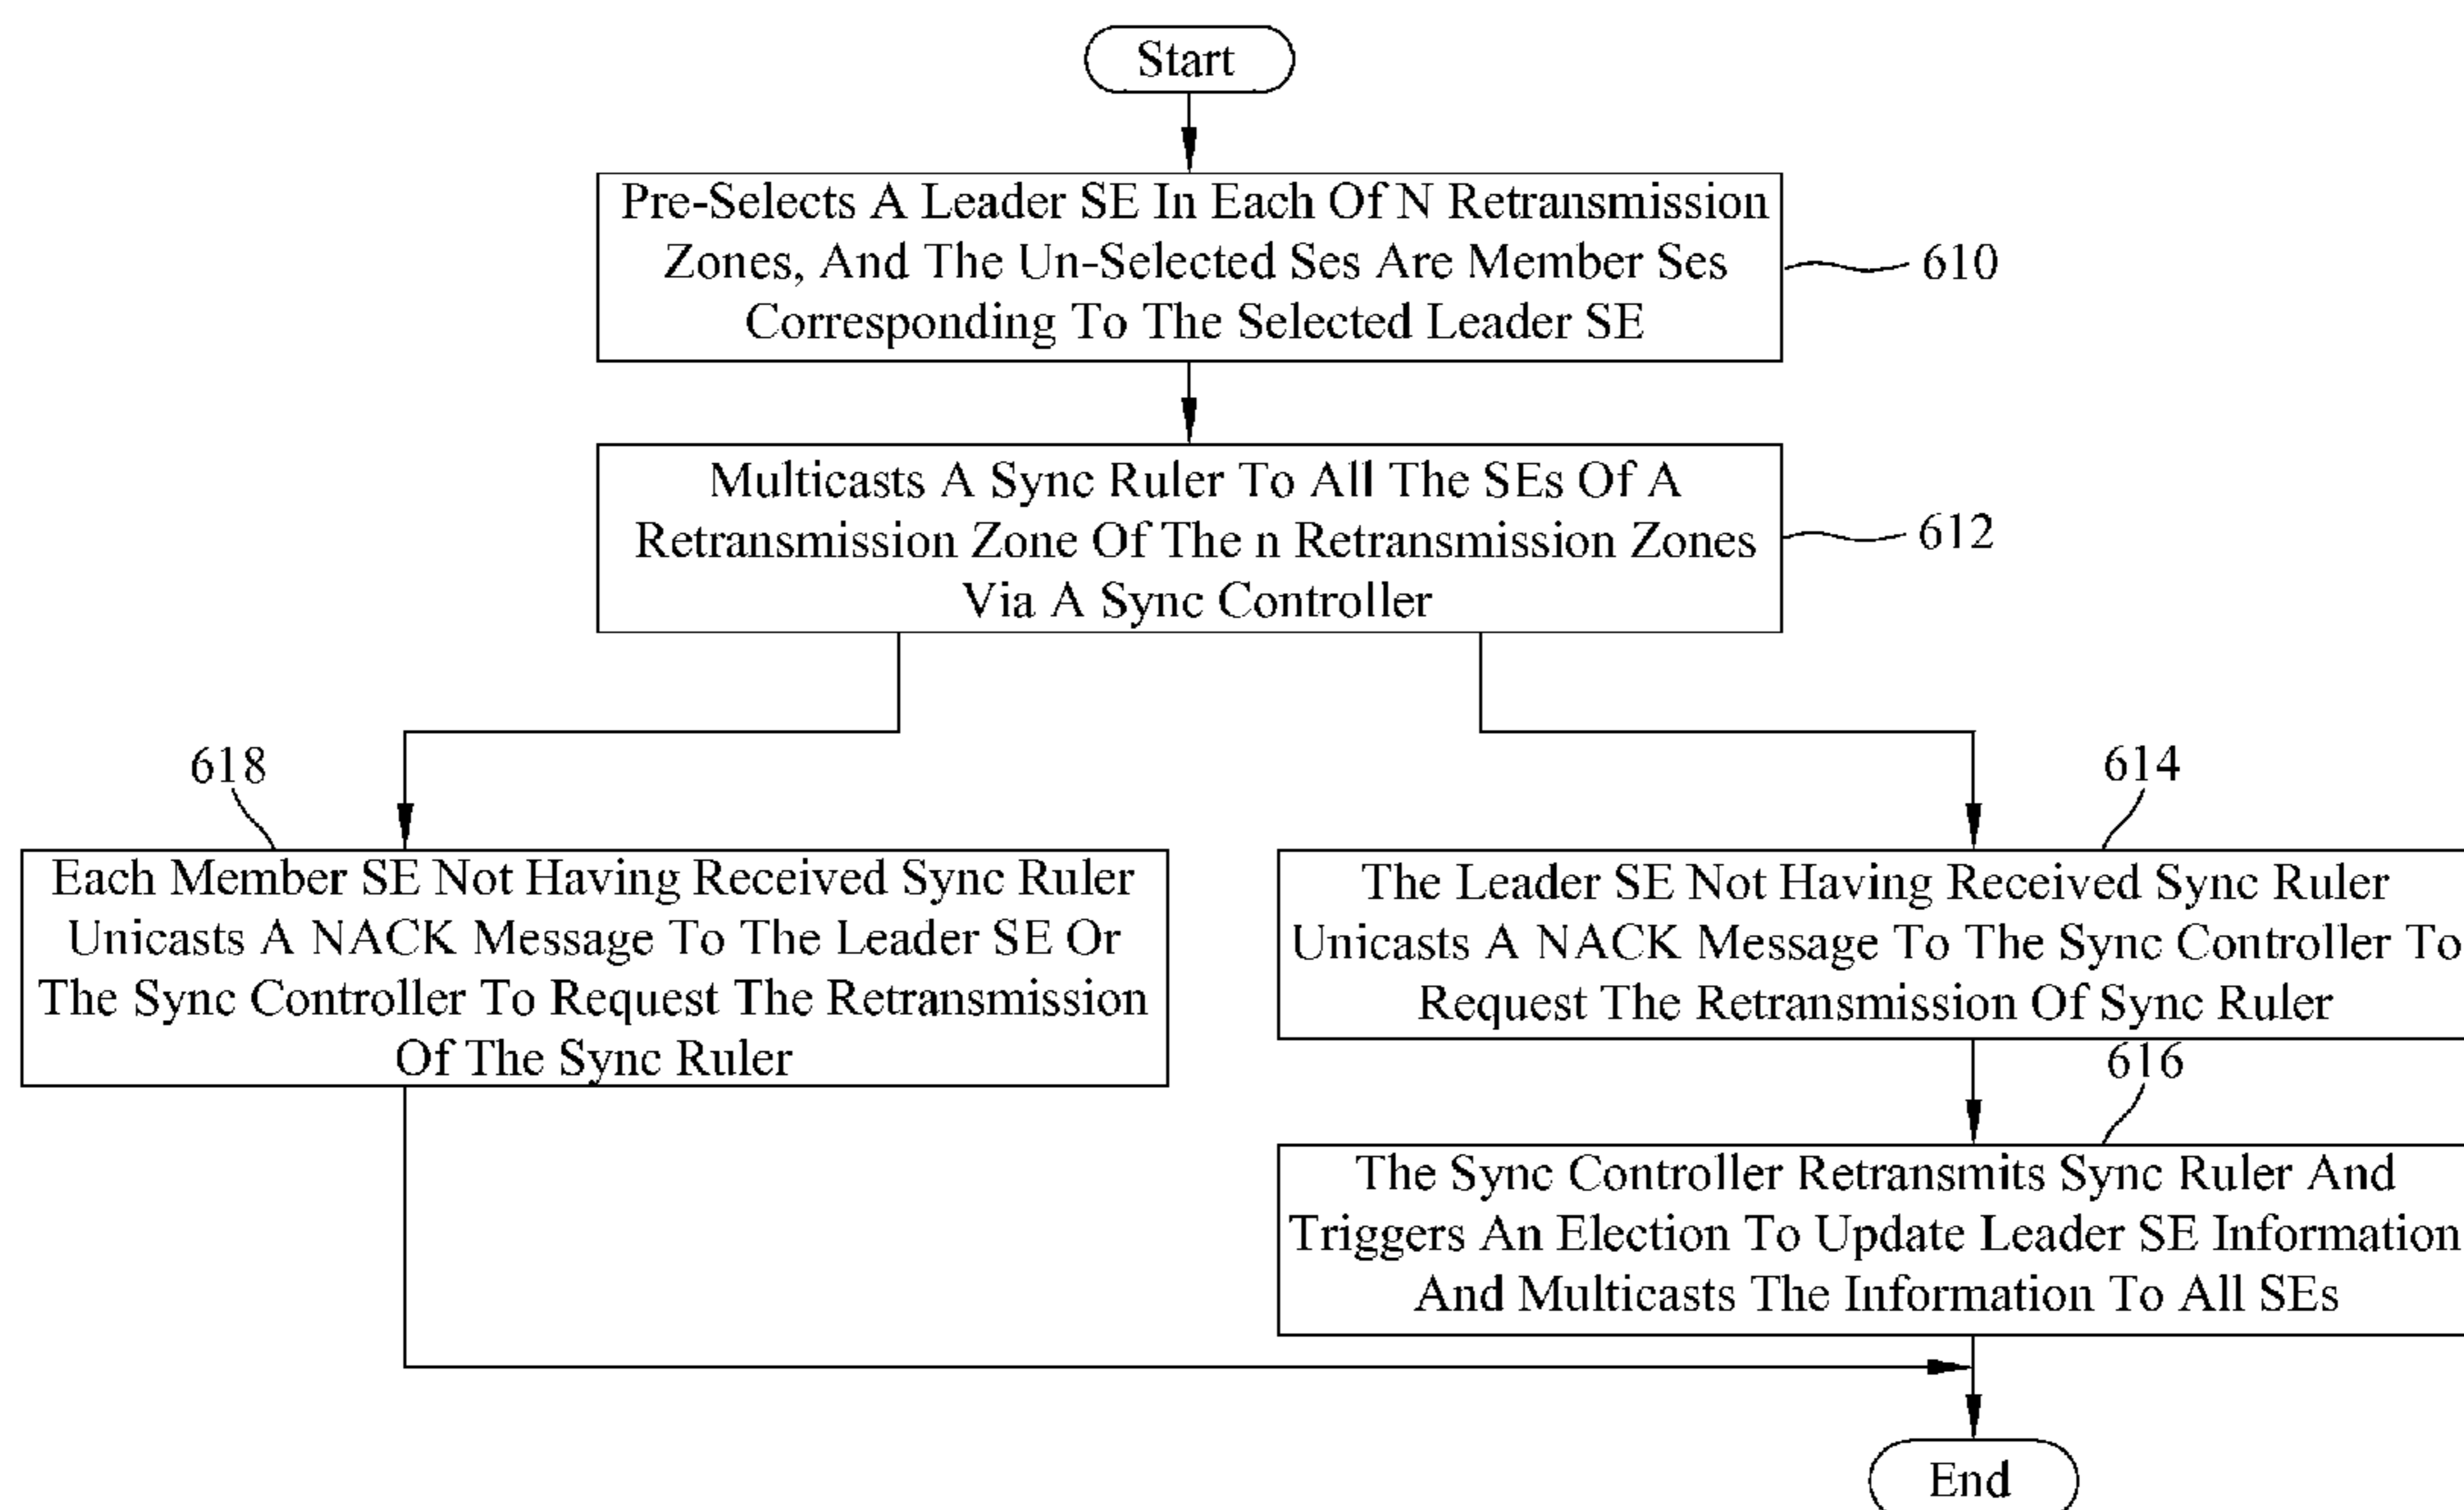 Start
Pre-Selects A Leader SE In Each Of N Retransmission
Zones, And The Un-Selected Ses Are Member Ses
Corresponding To The Selected Leader SE
610
Multicasts A Sync Ruler To All The SEs Of A
Retransmission Zone Of The n Retransmission Zones
Via A Sync Controller
612
618
Each Member SE Not Having Received Sync Ruler
Unicasts A NACK Message To The Leader SE Or
The Sync Controller To Request The Retransmission
Of The Sync Ruler
614
The Leader SE Not Having Received Sync Ruler
Unicasts A NACK Message To The Sync Controller To
Request The Retransmission Of Sync Ruler
616
The Sync Controller Retransmits Sync Ruler And
Triggers An Election To Update Leader SE Information
And Multicasts The Information To All SEs
End